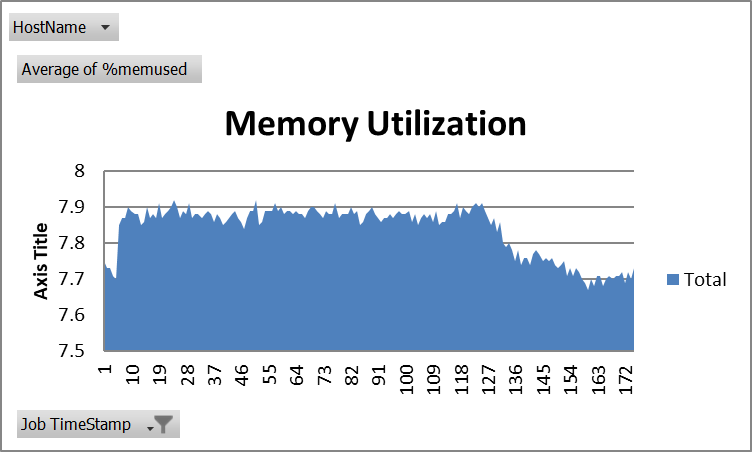 HostName
Average of %memused
Memory Utilization
8
7.9
7.8
7.7
7.6
7.5
Axis Title
1 10 19 28 37 46 55 64 73 82 91 100 109 118 127 136 145 154 163 172
Total
Job TimeStamp